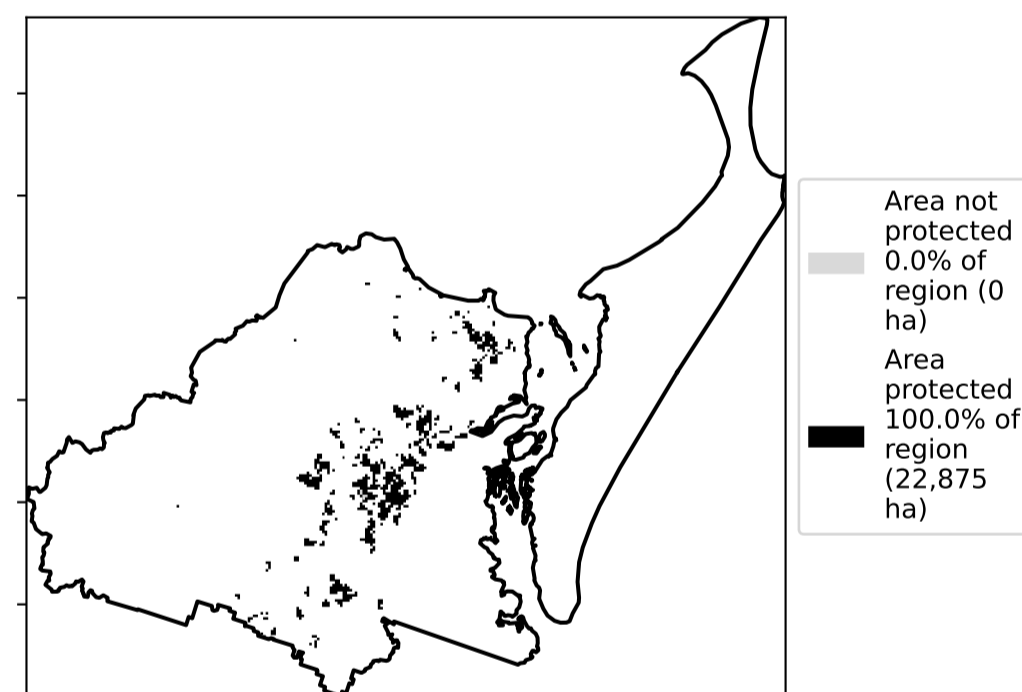 Area not
protected
0.0% of
region (0
ha)
Area
protected
100.0% of
region
(22,875
ha)